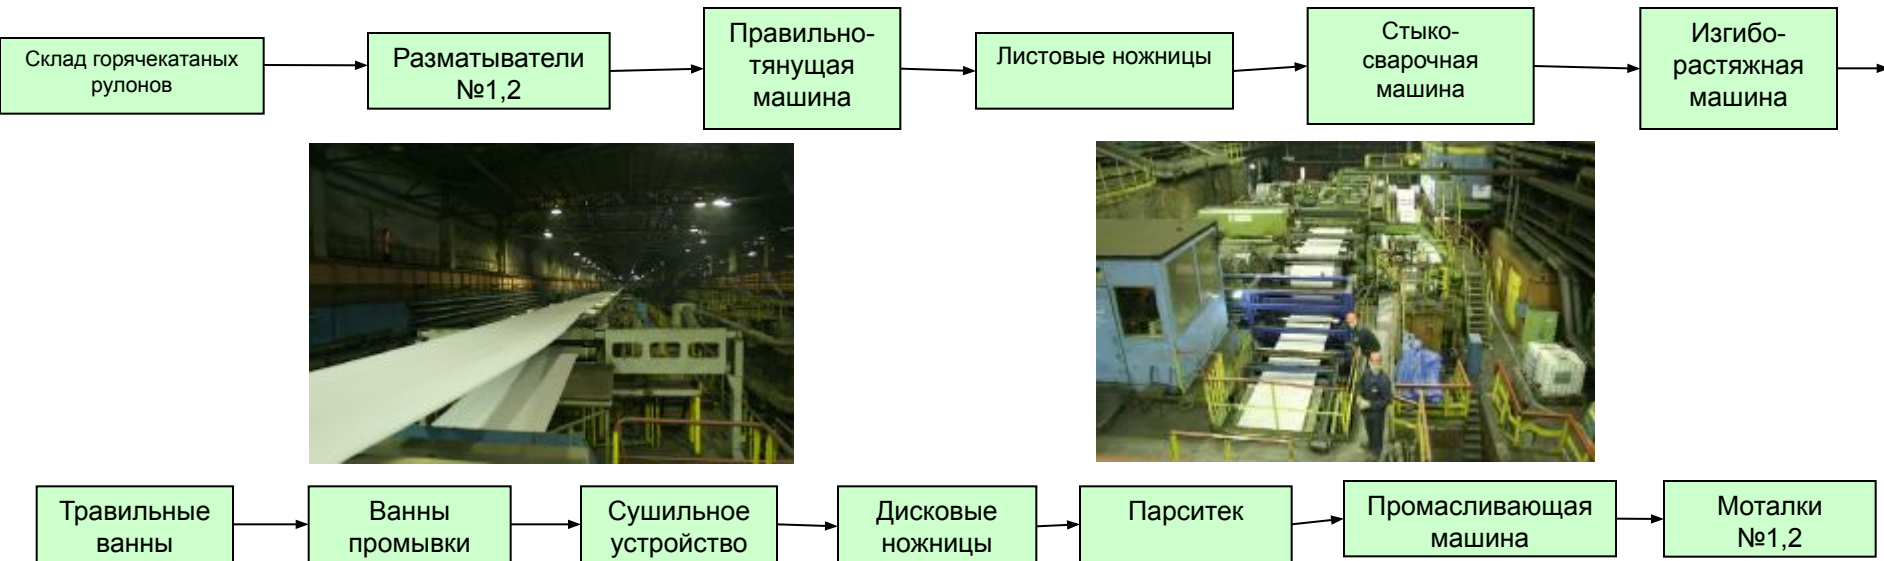 Склад горячекатаных
рулонов
Разматыватели
№1,2
Правильно-
тянущая
машина
Листовые ножницы
Стыко-
сварочная
машина
Изгибо-
растяжная
машина
Травильные
ванны
Ванны
промывки
Сушильное
устройство
Дисковые
ножницы
Парситек
Промасливающая
машина
Моталки
№1,2